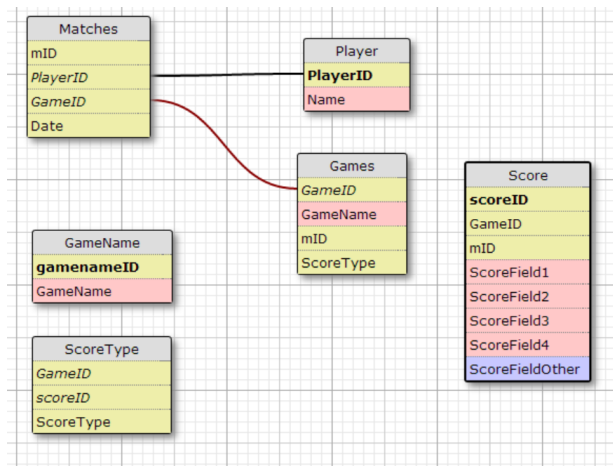 Matches
mID
PlayerID
GameID
Date
Player
PlayerID
Name
Games
GameID
GameName
mID
ScoreType
Score
scoreID
GameID
mID
ScoreField1
ScoreField2
ScoreField3
ScoreField4
ScoreFieldOther
GameName
gamenameID
GameName
ScoreType
GameID
scoreID
ScoreType